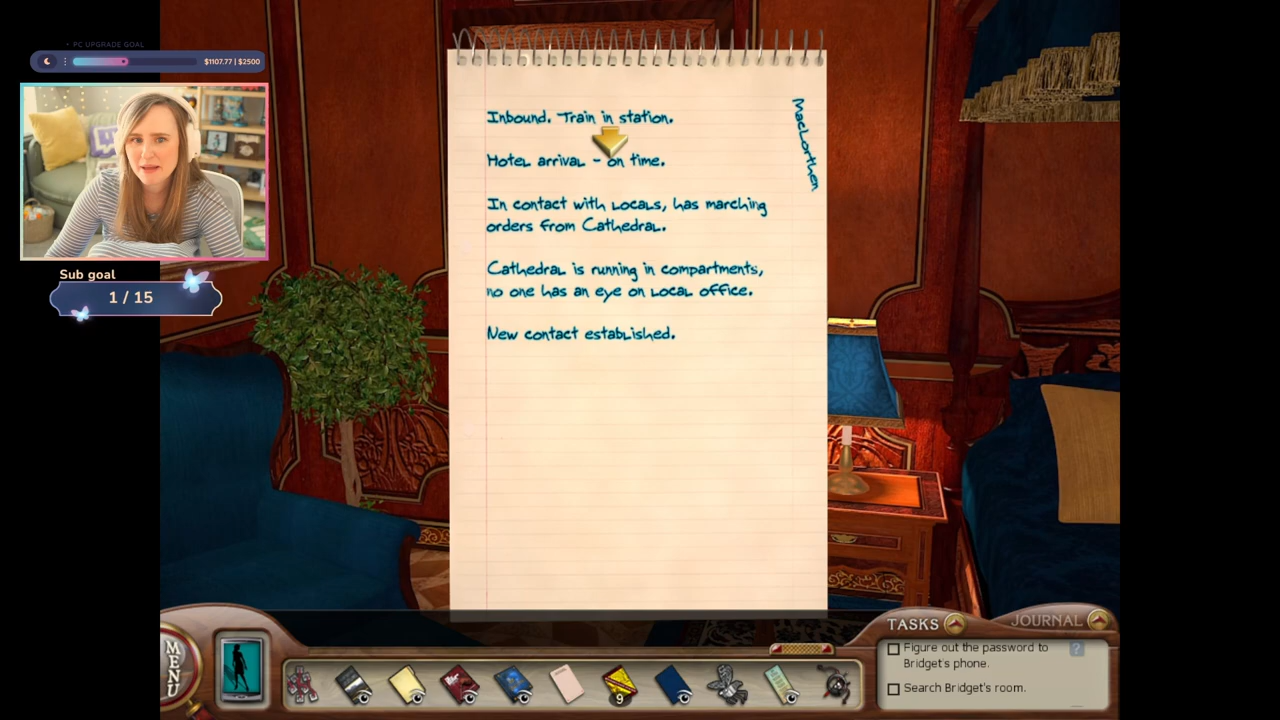 • PC UPGRADE GOAL
$1107.77 | $2500
Sub goal
1 / 15
Inbound. Train in station.
Hotel arrival - on time.
In contact with locals, has marching
orders from Cathedral.
Cathedral is running in compartments,
no one has an eye on local office.
New contact established.
MacLorthen
MENU
9
TASKS
JOURNAL
Figure out the password to
Bridget's phone.
?
Search Bridget's room.